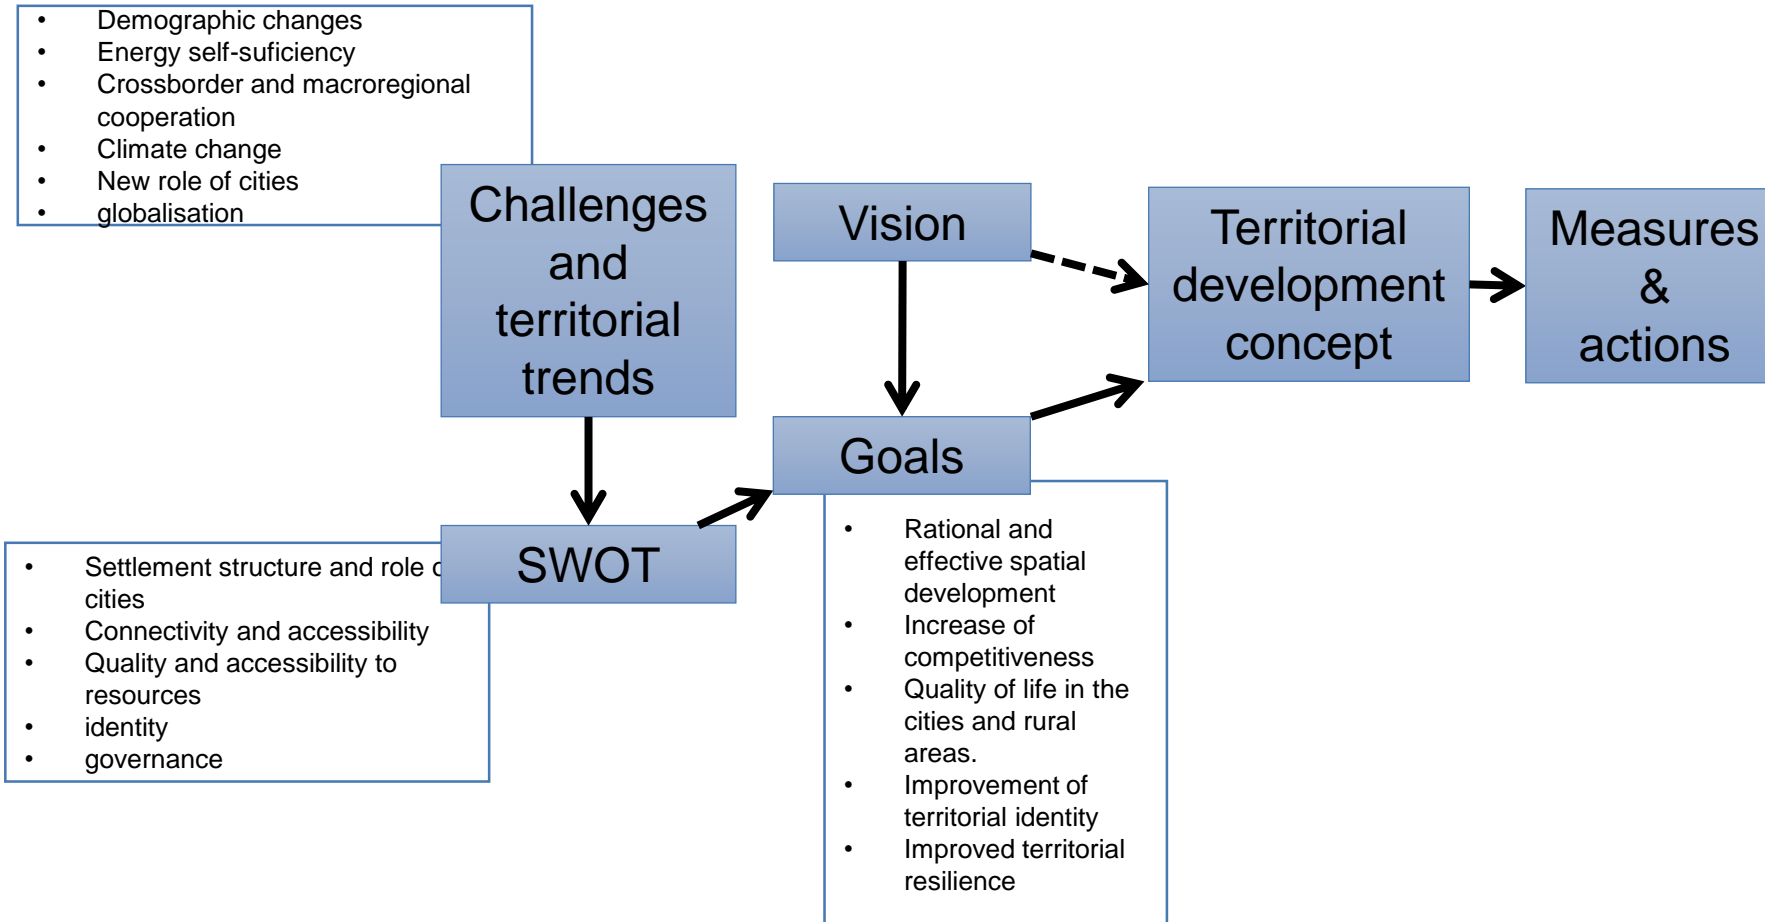 • Demographic changes
• Energy self-suficiency
• Crossborder and macroregional
cooperation
• Climate change
• New role of cities
• globalisation
Challenges
and
territorial
trends
Vision
Territorial
development
concept
Measures
&
actions
Goals
SWOT
• Settlement structure and role
cities
• Connectivity and accessibility
• Quality and accessibility to
resources
• identity
• governance
• Rational and
effective spatial
development
• Increase of
competitiveness
• Quality of life in the
cities and rural
areas.
• Improvement of
territorial identity
• Improved territorial
resilience